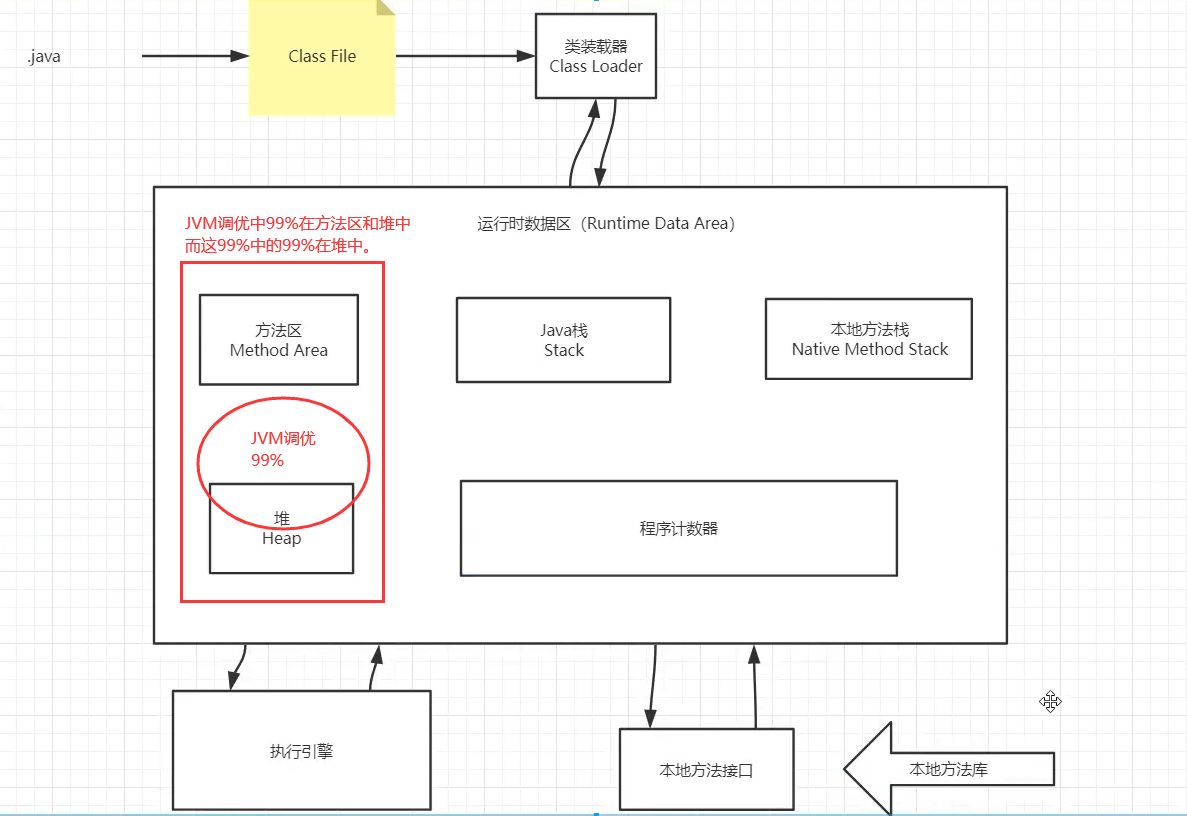 .java
Class File
类装载器
Class Loader
JVM调优中99%在方法区和堆中
而这99%中的99%在堆中。
运行时数据区（Runtime Data Area）
方法区
Method Area
Java栈
Stack
本地方法栈
Native Method Stack
JVM调优
99%
堆
Heap
程序计数器
执行引擎
本地方法接口
本地方法库